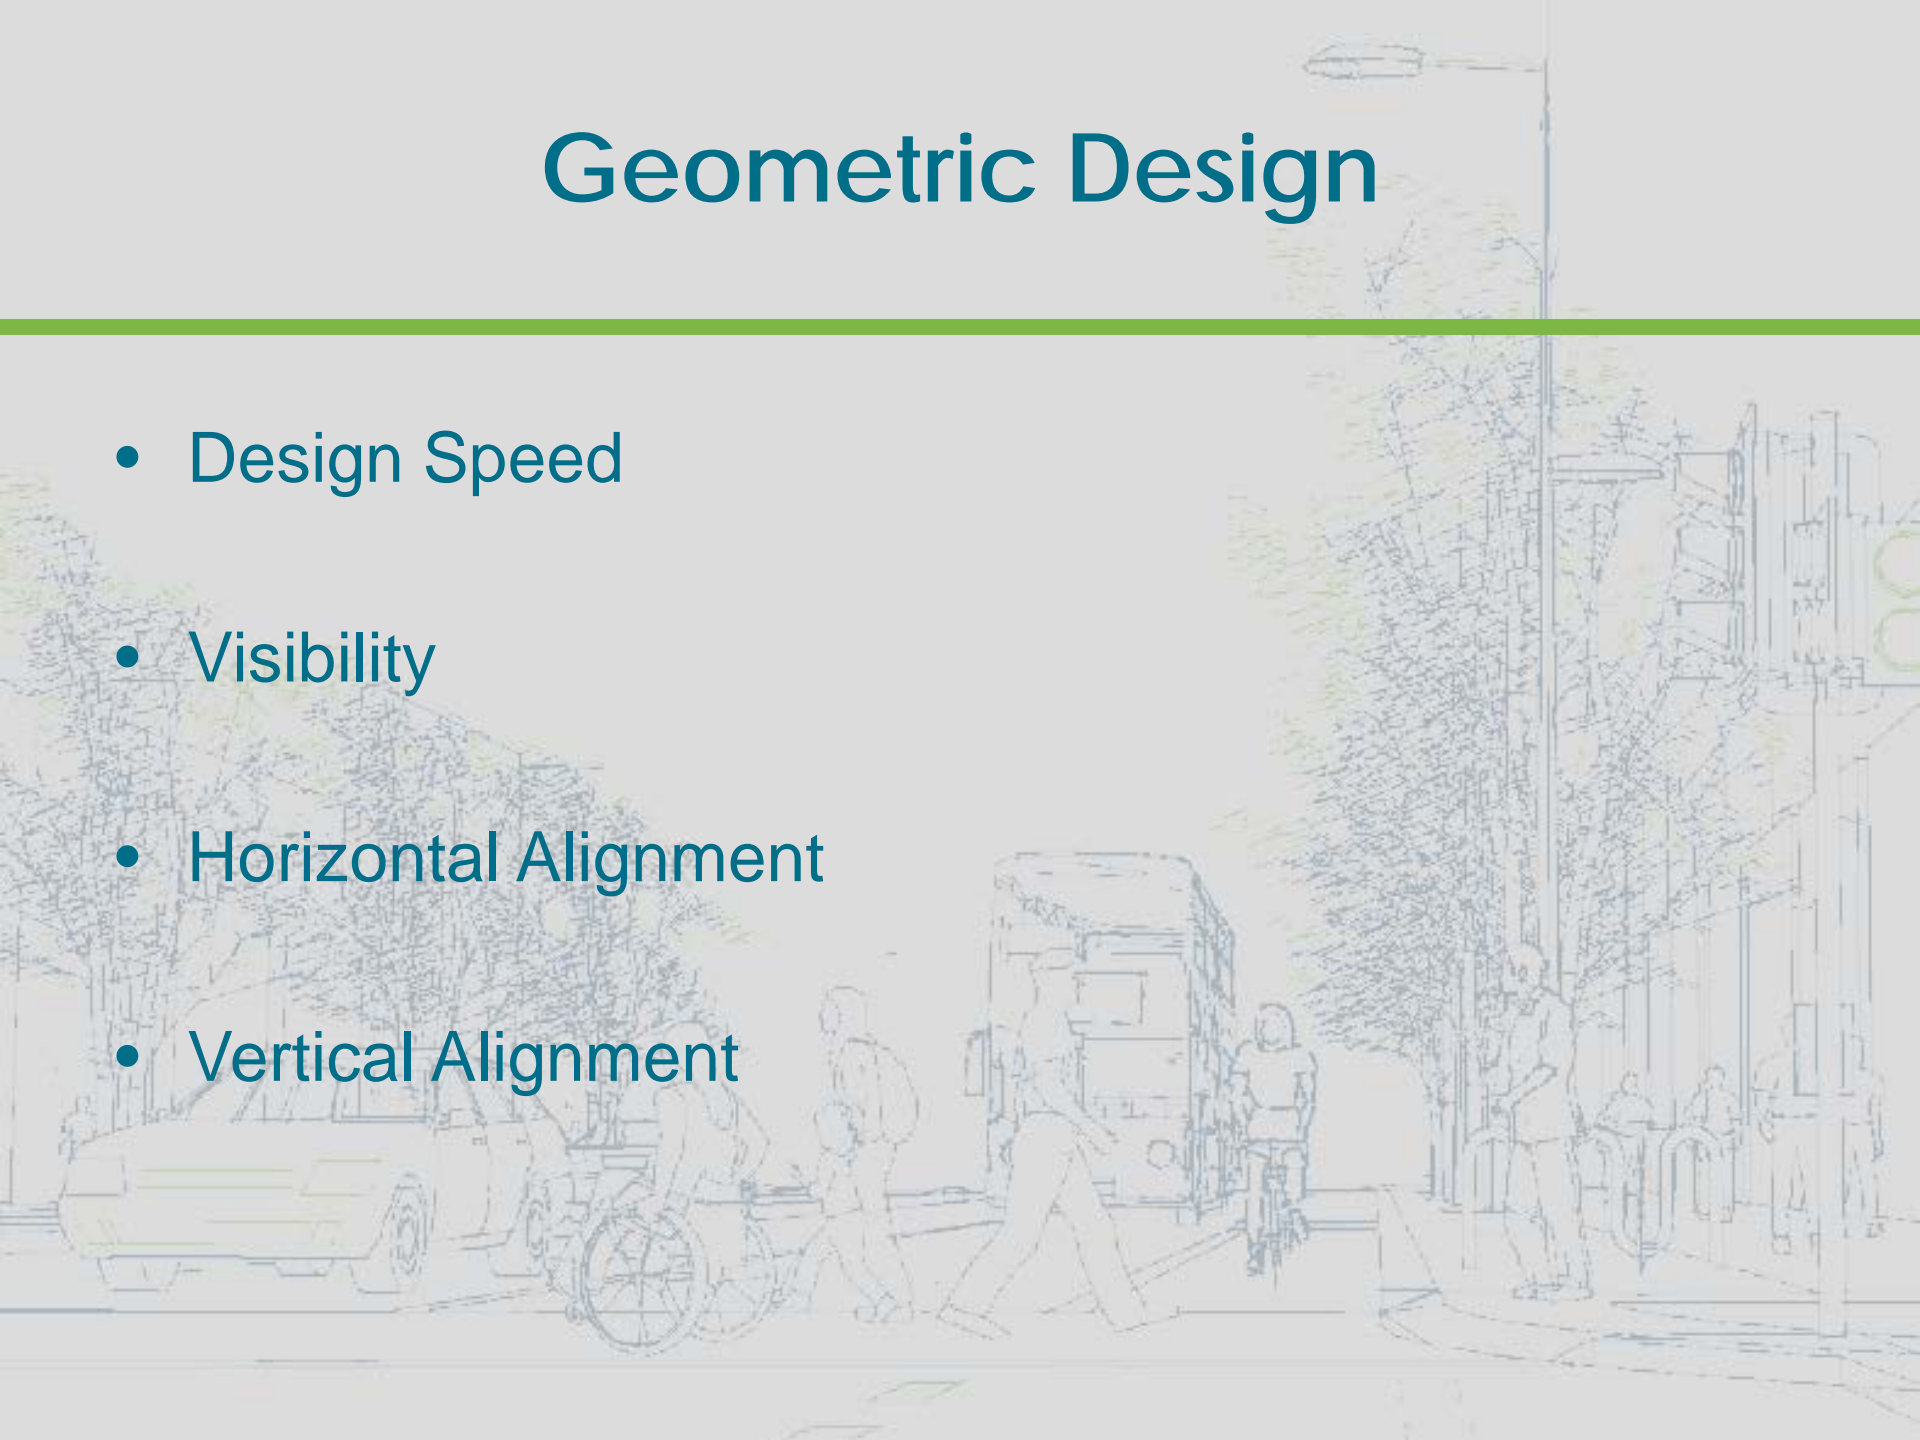 Geometric Design
• Design Speed
• Visibility
• Horizontal Alignment
• Vertical Alignment